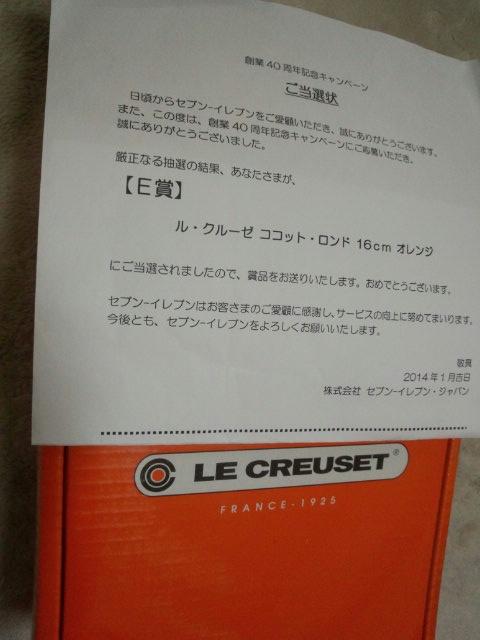 創業40周年記念キャンペーン
ご当選状
日頃からセブン-イレブンをご愛顧いただき、誠にありがとうございます。
また、この度は、創業40周年記念キャンペーンにご応募いただき、
誠にありがとうございました。
厳正なる抽選の結果、あなたさまが、
【E賞】
ル・クルーゼ ココット・ロンド 16cm オレンジ
にご当選されましたので、賞品をお送りいたします。おめでとうございます。
セブン-イレブンはお客さまのご愛顧に感謝し、サービスの向上に努めてまいります。
今後とも、セブン-イレブンをよろしくお願いいたします。
敬具
2014年1月吉日
株式会社 セブン-イレブン・ジャパン
LE CREUSET®
FRANCE-1925